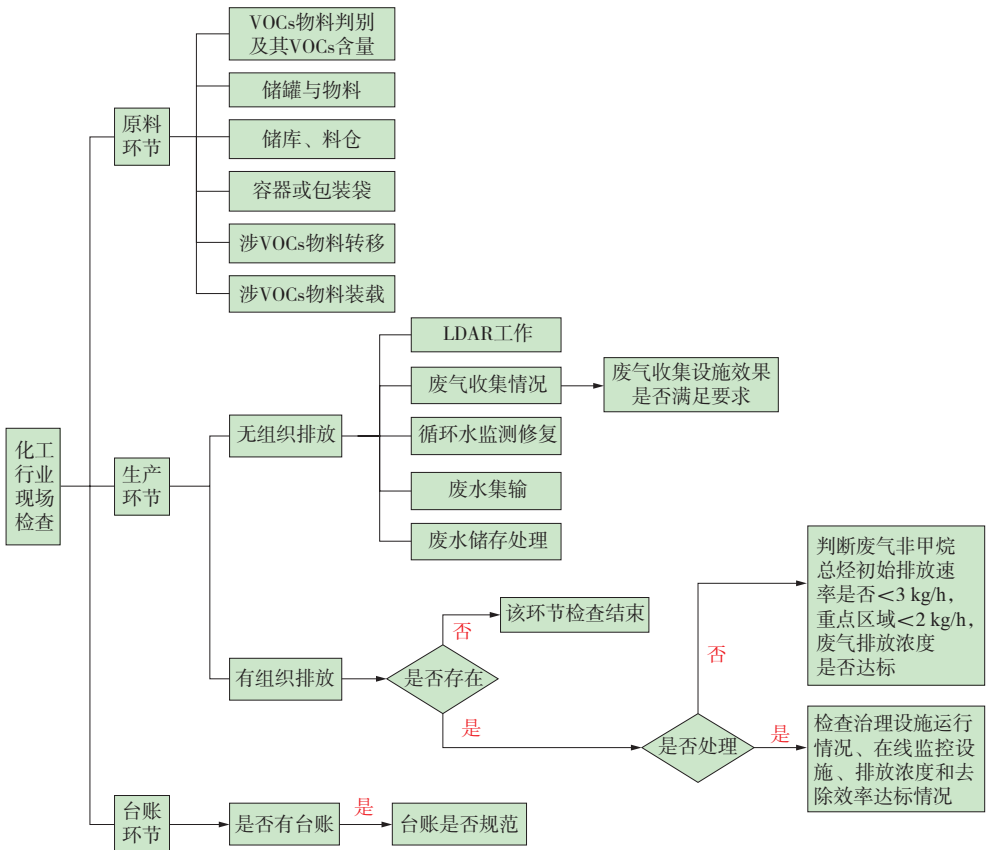 化工
行业
现场
检查
原料
环节
VOCs物料判别
及其VOCs含量
储罐与物料
储库、料仓
容器或包装袋
涉VOCs物料转移
涉VOCs物料装载
生产
环节
无组织排放
LDAR工作
废气收集情况
废气收集设施效果
是否满足要求
循环水监测修复
废水集输
废水储存处理
有组织排放
是否存在
否
该环节检查结束
是
是否处理
否
判断废气非甲烷
总烃初始排放速
率是否<3 kg/h,
重点区域<2 kg/h,
废气排放浓度
是否达标
是
检查治理设施运行
情况、在线监控设
施、排放浓度和去
除效率达标情况
台账
环节
是否有台账
是
台账是否规范